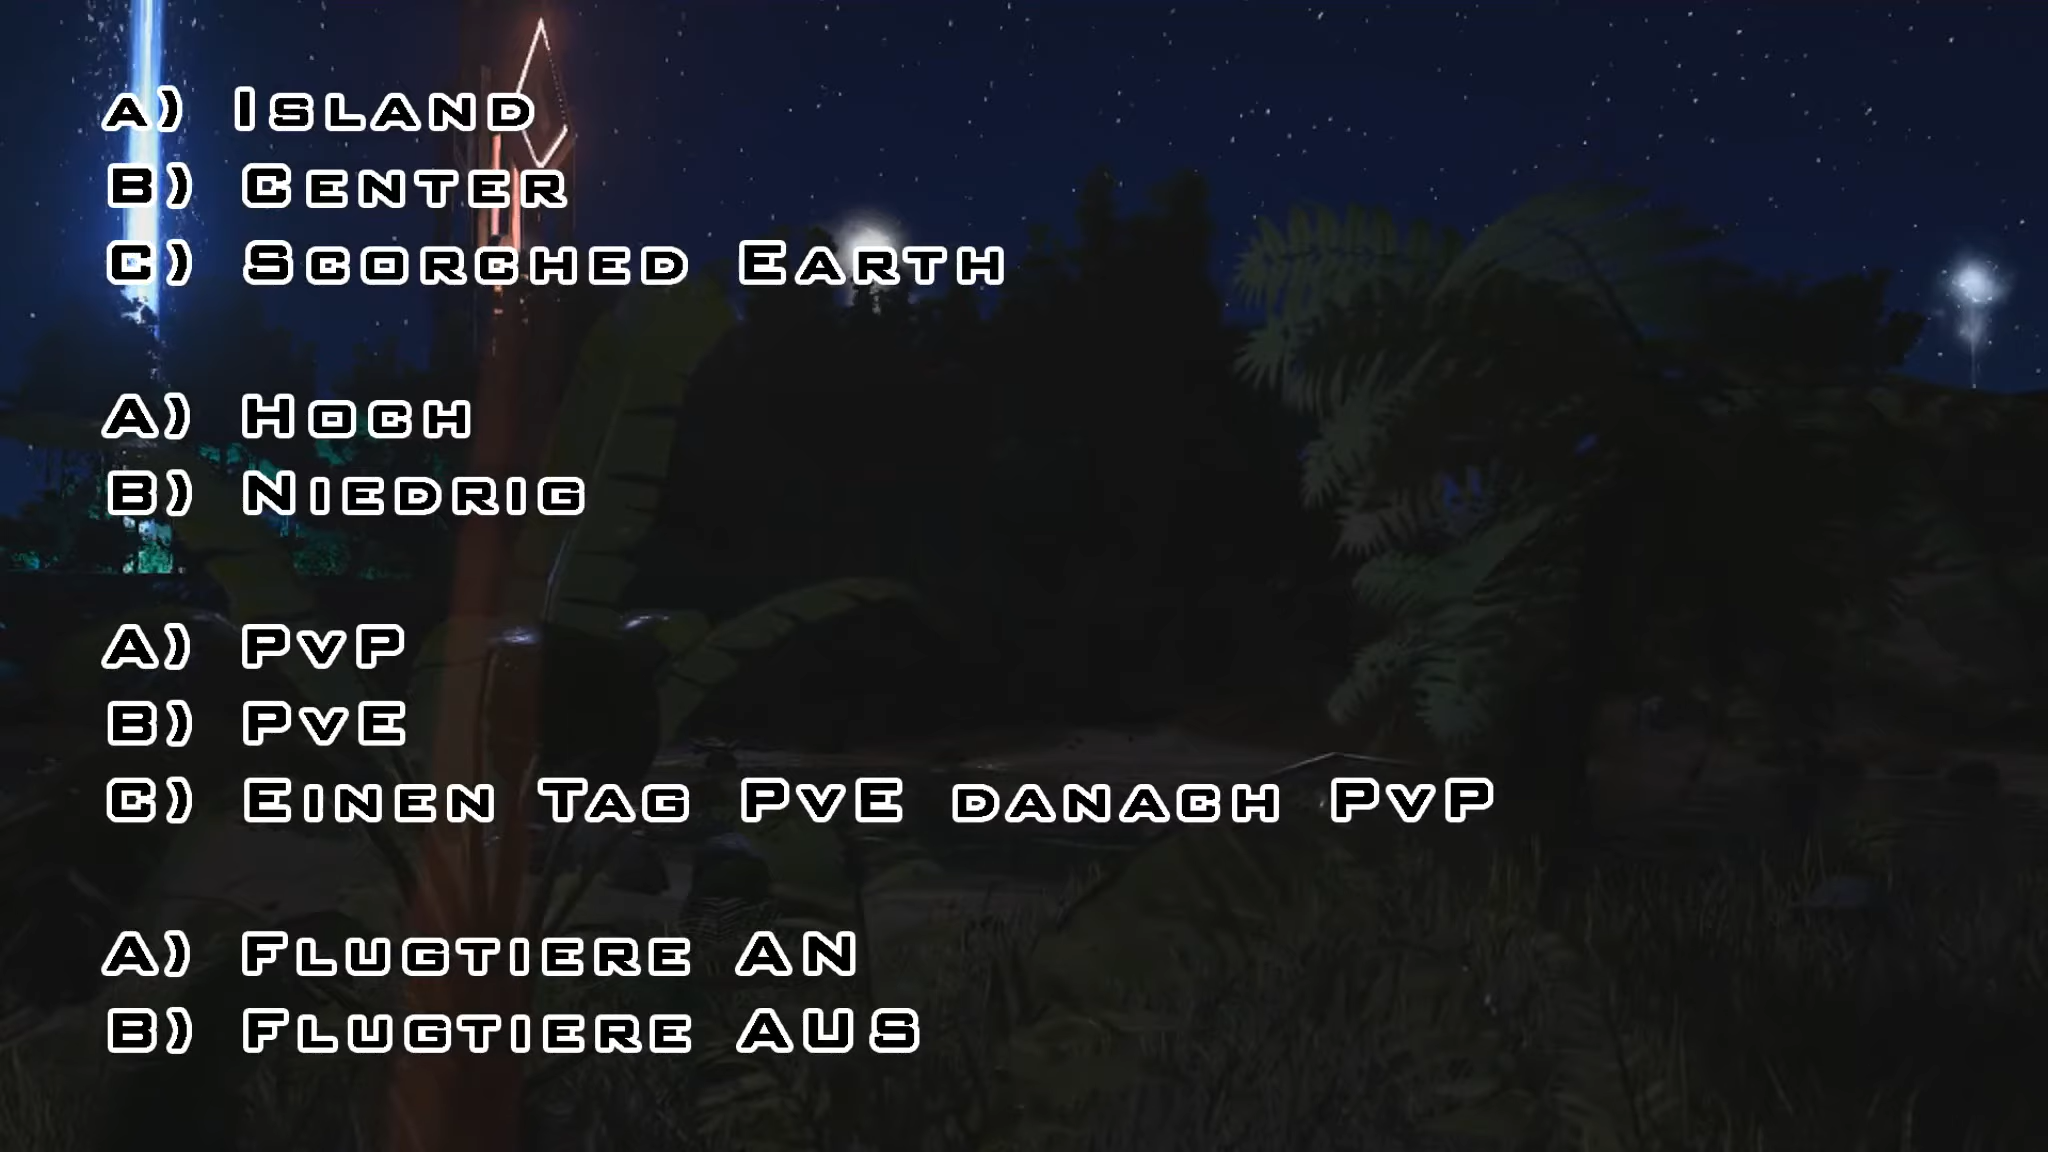 A) Island
B) Center
C) Scorched Earth
A) Hoch
B) Niedrig
A) PvP
B) PvE
C) Einen Tag PvE danach PvP
A) Flugtiere AN
B) Flugtiere AUS